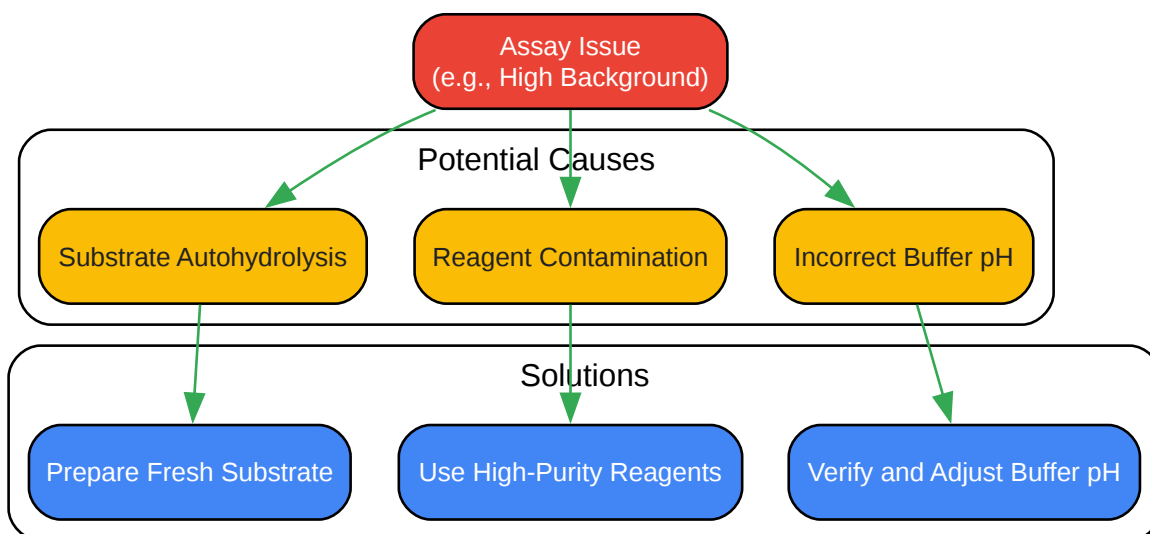 Assay Issue
(e.g., High Background)
Potential Causes
Substrate Autohydrolysis
Reagent Contamination
Incorrect Buffer pH
Solutions
Prepare Fresh Substrate
Use High-Purity Reagents
Verify and Adjust Buffer pH